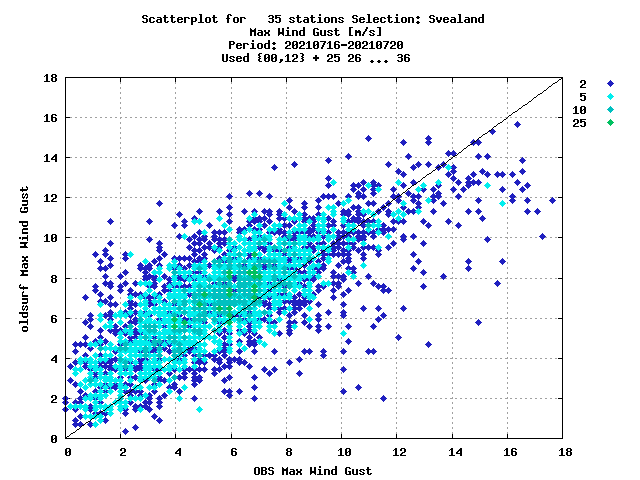 Scatterplot for   35 stations Selection: Svealand
Max Wind Gust [m/s]
Period: 20210716-20210720
Used {00,12} + 25 26 ... 36
2
5
10
25
oldsurf Max Wind Gust
18
16
14
12
10
8
6
4
2
0
0 2 4 6 8 10 12 14 16 18
OBS Max Wind Gust